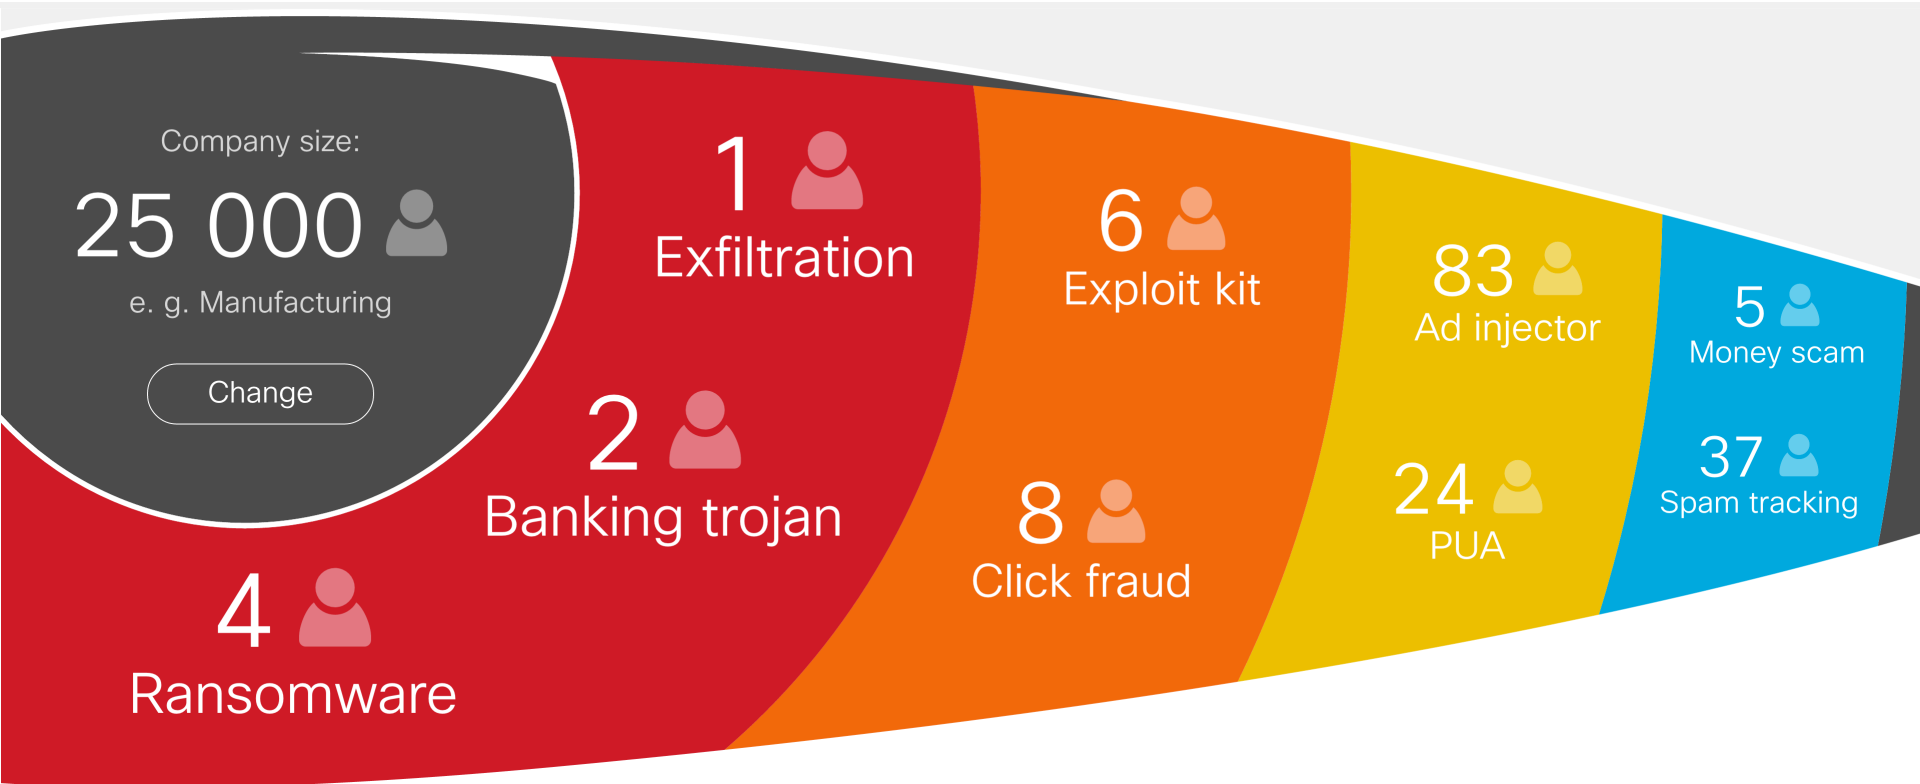 Company size:
25 000
e. g. Manufacturing
Change
1
Exfiltration
2
Banking trojan
4
Ransomware
6
Exploit kit
8
Click fraud
83
Ad injector
24
PUA
5
Money scam
37
Spam tracking